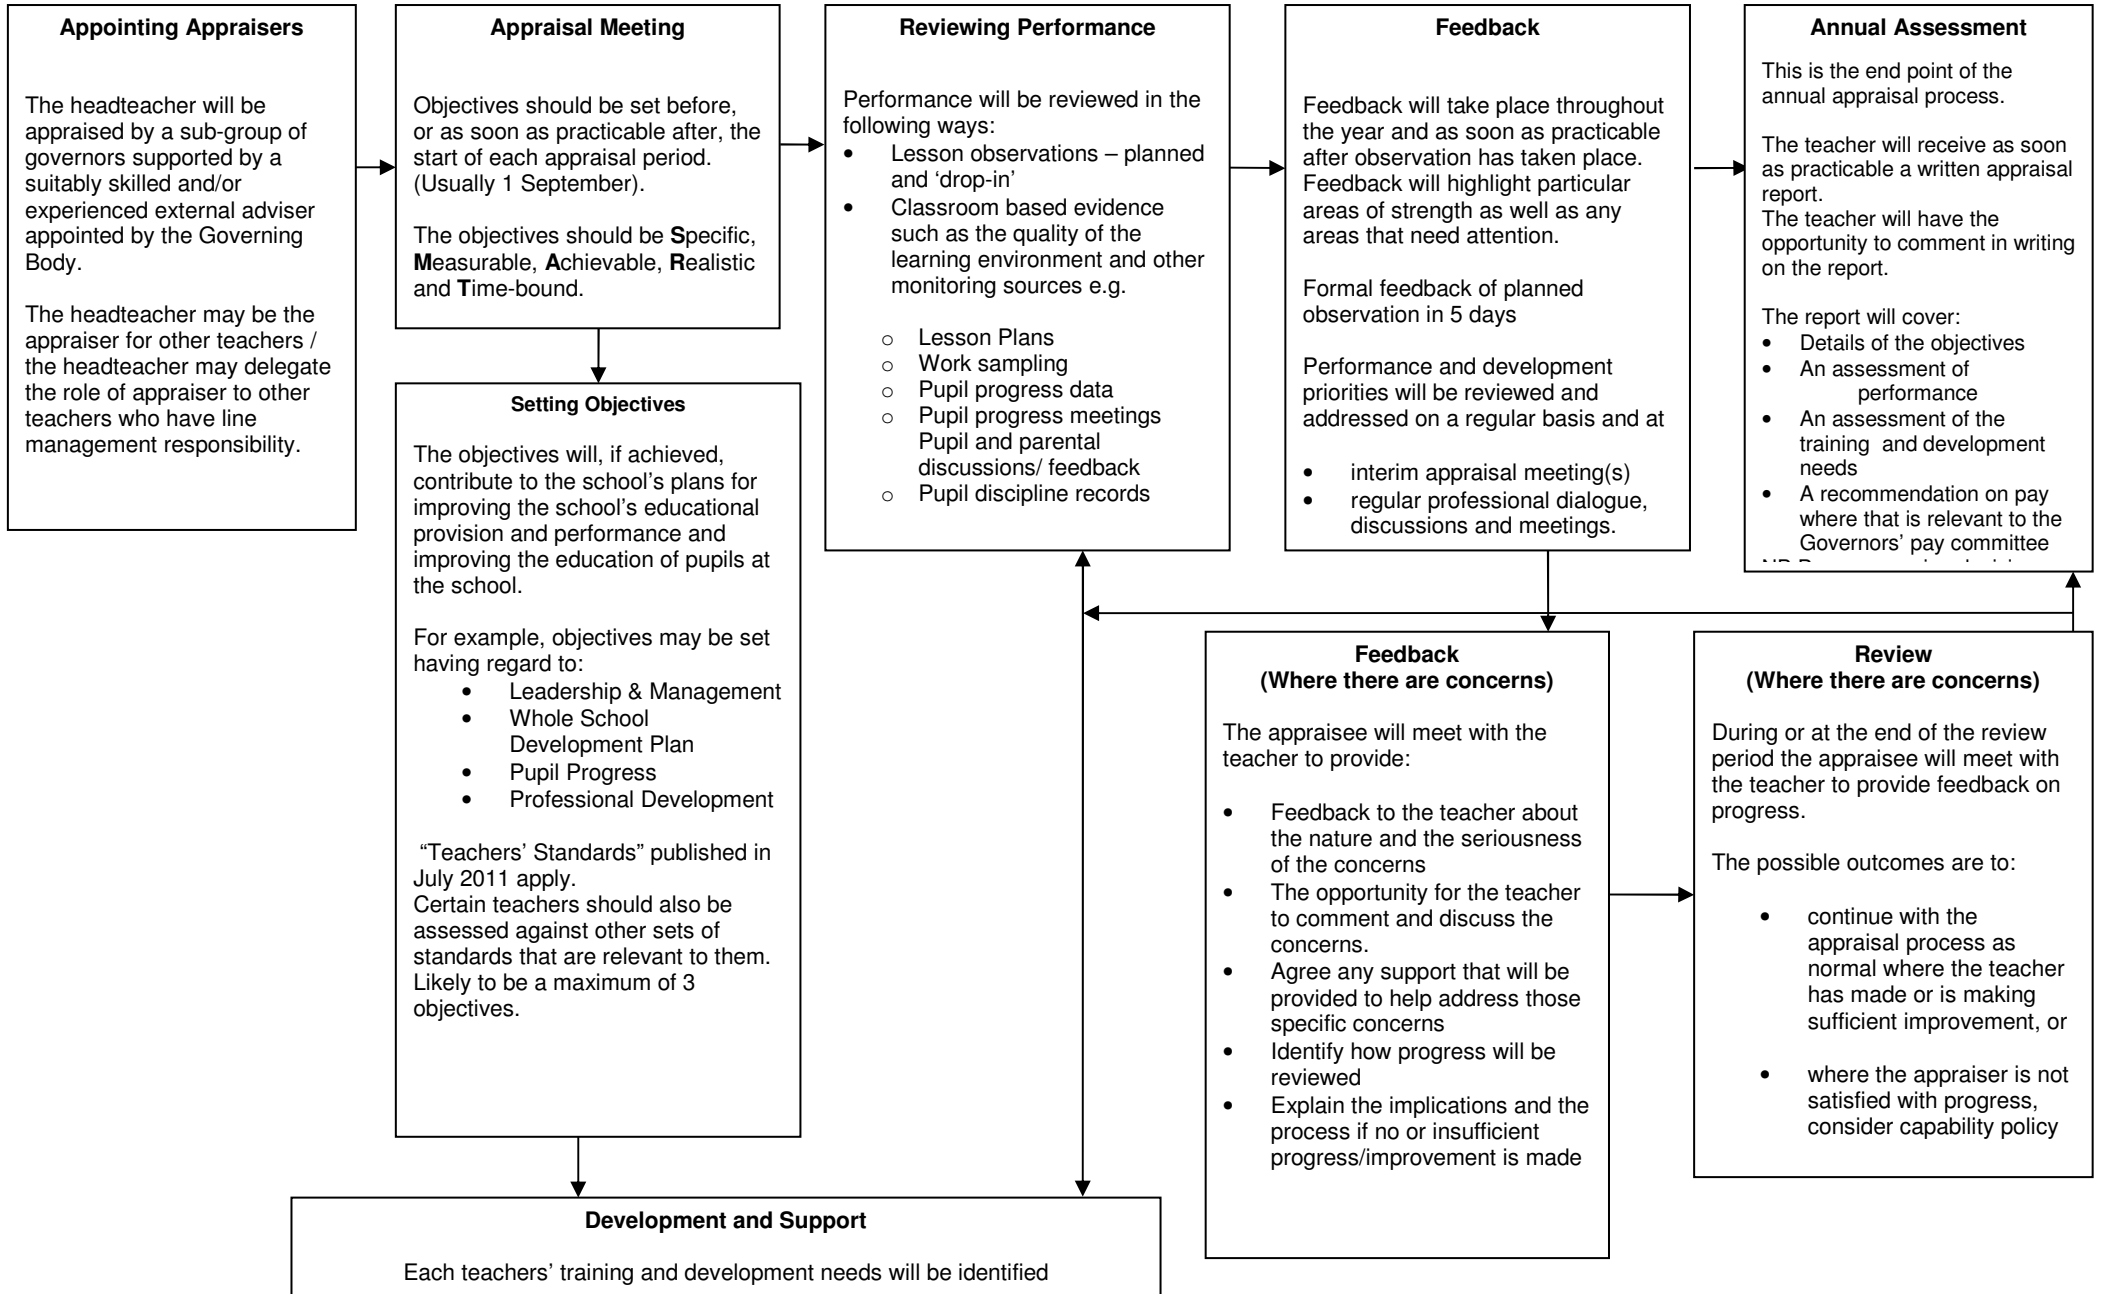 Appointing Appraisers
The headteacher will be
appraised by a sub-group of
governors supported by a
suitably skilled and/or
experienced external adviser
appointed by the Governing
Body.
The headteacher may be the
appraiser for other teachers /
the headteacher may delegate
the role of appraiser to other
teachers who have line
management responsibility.
Appraisal Meeting
Objectives should be set before,
or as soon as practicable after, the
start of each appraisal period.
(Usually 1 September).
The objectives should be Specific,
Measurable, Achievable, Realistic
and Time-bound.
Setting Objectives
The objectives will, if achieved,
contribute to the school’s plans for
improving the school’s educational
provision and performance and
improving the education of pupils at
the school.
For example, objectives may be set
having regard to:
• Leadership & Management
• Whole School
Development Plan
• Pupil Progress
• Professional Development
“Teachers’ Standards” published in
July 2011 apply.
Certain teachers should also be
assessed against other sets of
standards that are relevant to them.
Likely to be a maximum of 3
objectives.
Reviewing Performance
Performance will be reviewed in the
following ways:
• Lesson observations – planned
and ‘drop-in’
• Classroom based evidence
such as the quality of the
learning environment and other
monitoring sources e.g.
o Lesson Plans
o Work sampling
o Pupil progress data
o Pupil progress meetings
Pupil and parental
discussions/ feedback
o Pupil discipline records
Feedback
Feedback will take place throughout
the year and as soon as practicable
after observation has taken place.
Feedback will highlight particular
areas of strength as well as any
areas that need attention.
Formal feedback of planned
observation in 5 days
Performance and development
priorities will be reviewed and
addressed on a regular basis and at
• interim appraisal meeting(s)
• regular professional dialogue,
discussions and meetings.
Annual Assessment
This is the end point of the
annual appraisal process.
The teacher will receive as soon
as practicable a written appraisal
report.
The teacher will have the
opportunity to comment in writing
on the report.
The report will cover:
• Details of the objectives
• An assessment of
performance
• An assessment of the
training and development
needs
• A recommendation on pay
where that is relevant to the
Governors’ pay committee
Feedback
(Where there are concerns)
The appraisee will meet with the
teacher to provide:
• Feedback to the teacher about
the nature and the seriousness
of the concerns
• The opportunity for the teacher
to comment and discuss the
concerns.
• Agree any support that will be
provided to help address those
specific concerns
• Identify how progress will be
reviewed
• Explain the implications and the
process if no or insufficient
progress/improvement is made
Review
(Where there are concerns)
During or at the end of the review
period the appraisee will meet with
the teacher to provide feedback on
progress.
The possible outcomes are to:
• continue with the
appraisal process as
normal where the teacher
has made or is making
sufficient improvement, or
• where the appraiser is not
satisfied with progress,
consider capability policy
Development and Support
Each teachers’ training and development needs will be identified